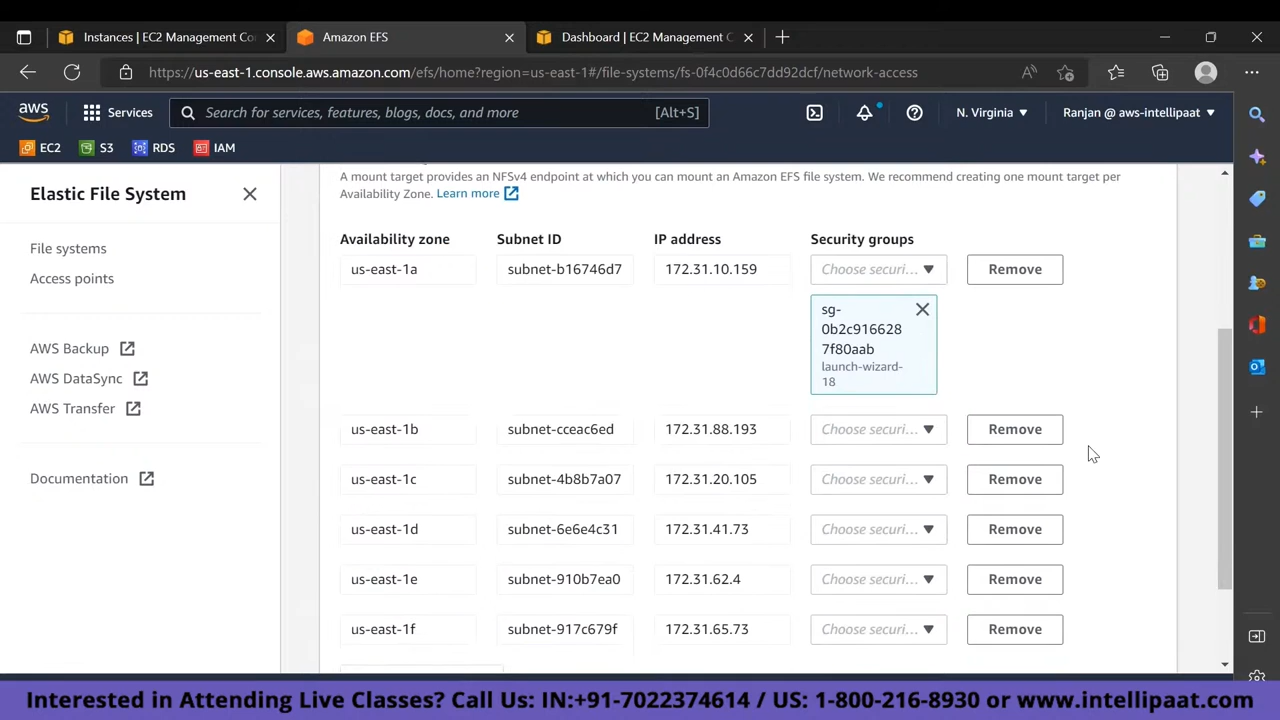 Instances | EC2 Management Co
Amazon EFS
Dashboard | EC2 Management C
https://us-east-1.console.aws.amazon.com/efs/home?region=us-east-1#/file-systems/fs-0f4c0d66c7dd92dcf/network-access
aws
Services
Search for services, features, blogs, docs, and more
[Alt+S]
N. Virginia
Ranjan @ aws-intellipaat
EC2
S3
RDS
IAM
Elastic File System
File systems
Access points
AWS Backup
AWS DataSync
AWS Transfer
Documentation
A mount target provides an NFSv4 endpoint at which you can mount an Amazon EFS file system. We recommend creating one mount target per
Availability Zone. Learn more
Availability zone Subnet ID IP address Security groups
us-east-1a subnet-b16746d7 172.31.10.159 Choose securi... Remove
sg-
0b2c916628
7f80aab
launch-wizard-
18
us-east-1b subnet-cceac6ed 172.31.88.193 Choose securi... Remove
us-east-1c subnet-4b8b7a07 172.31.20.105 Choose securi... Remove
us-east-1d subnet-6e6e4c31 172.31.41.73 Choose securi... Remove
us-east-1e subnet-910b7ea0 172.31.62.4 Choose securi... Remove
us-east-1f subnet-917c679f 172.31.65.73 Choose securi... Remove
Interested in Attending Live Classes? Call Us: IN:+91-7022374614 / US: 1-800-216-8930 or www.intellipaat.com